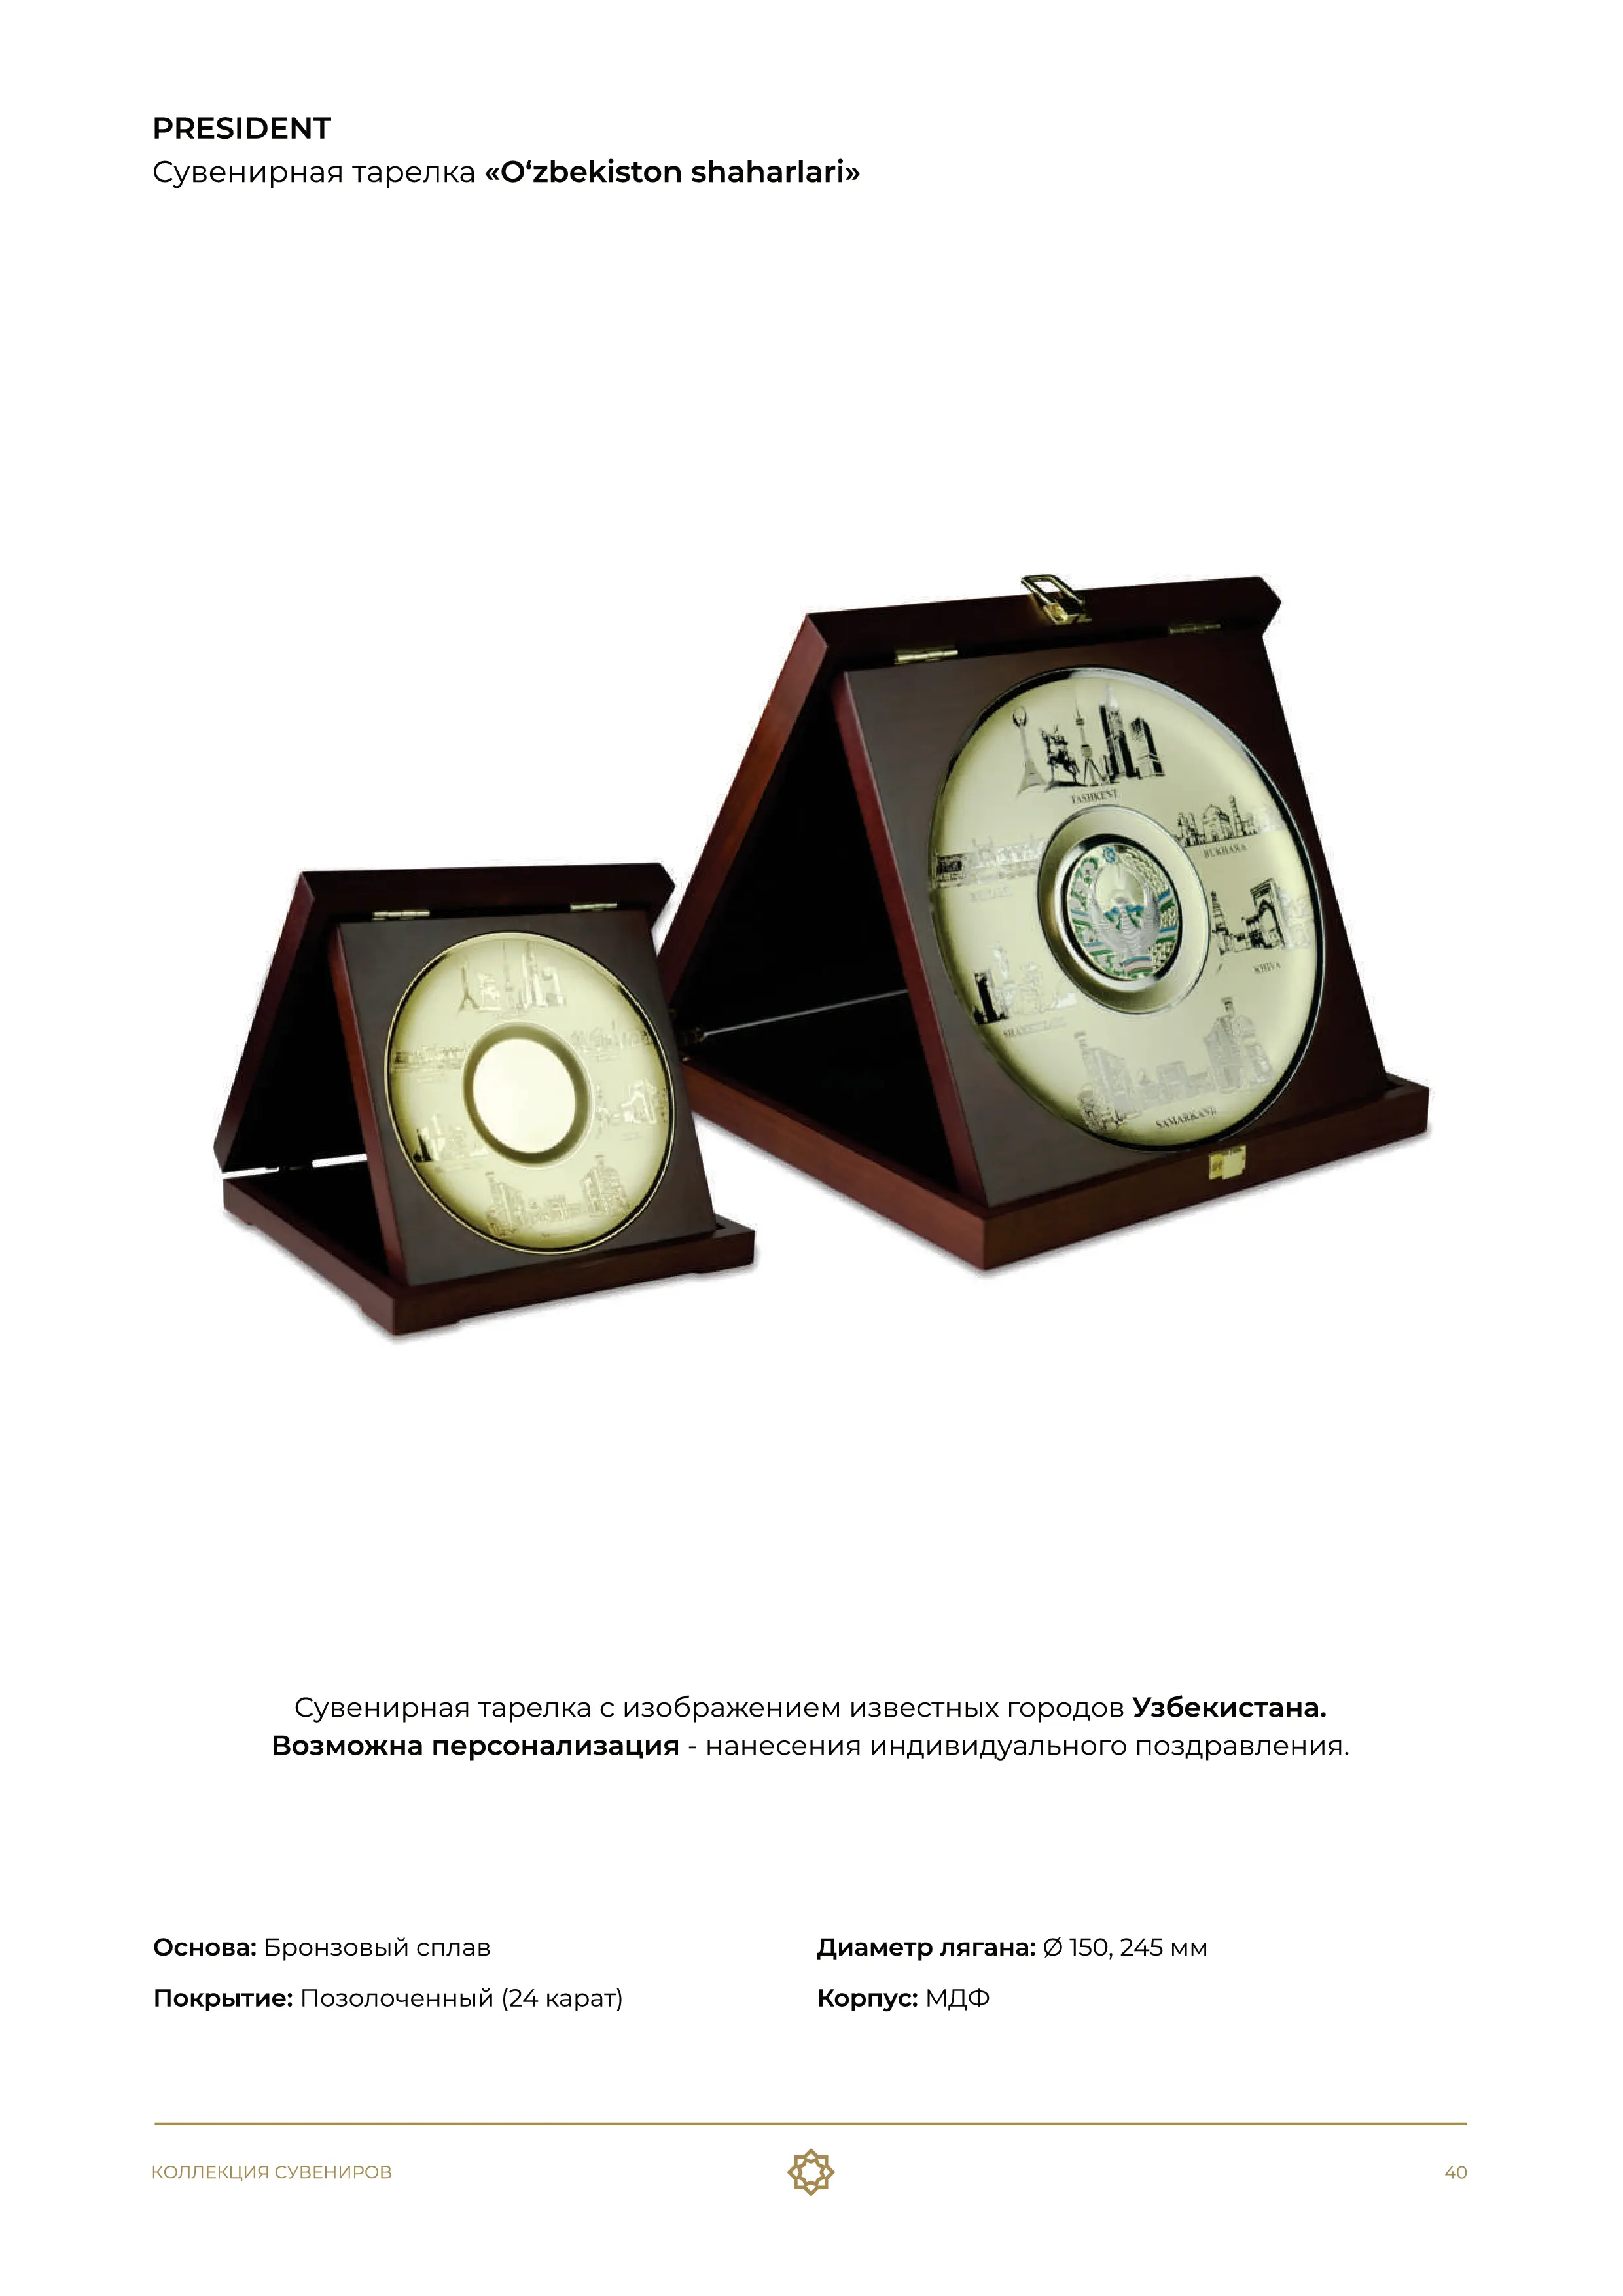 PRESIDENT
Сувенирная тарелка «O‘zbekiston shaharlari»
TASHKENT
BUKHARA
KHIVA
SAMARKAND
Сувенирная тарелка с изображением известных городов Узбекистана.
Возможна персонализация - нанесения индивидуального поздравления.
Основа: Бронзовый сплав
Диаметр лягана: Ø 150, 245 мм
Покрытие: Позолоченный (24 карат)
Корпус: МДФ
КОЛЛЕКЦИЯ СУВЕНИРОВ
40